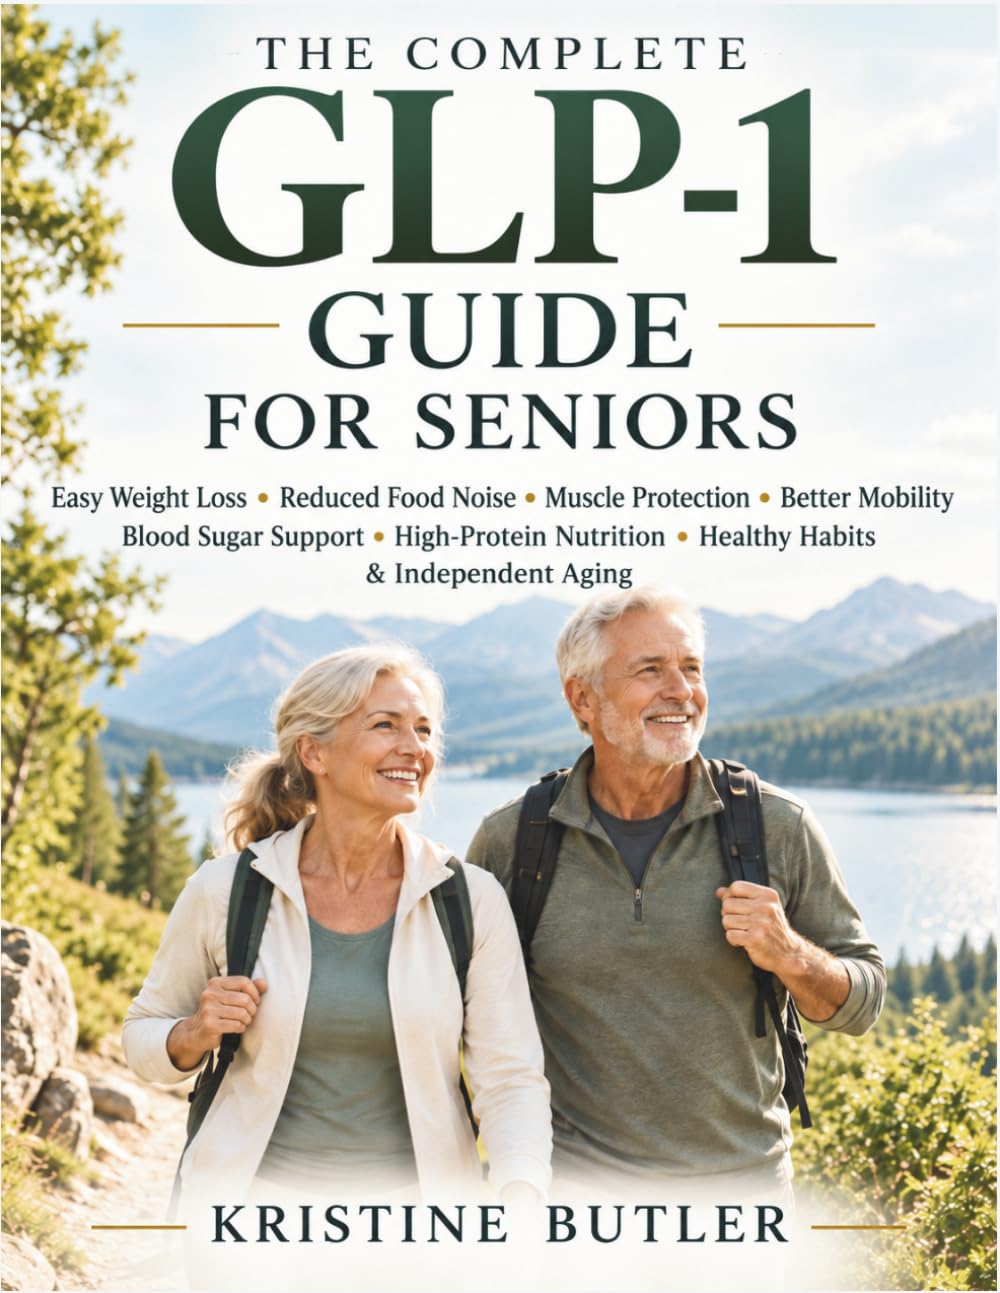 THE COMPLETE
GLP-1
GUIDE
FOR SENIORS
Easy Weight Loss • Reduced Food Noise • Muscle Protection • Better Mobility
Blood Sugar Support • High-Protein Nutrition • Healthy Habits
& Independent Aging
KRISTINE BUTLER